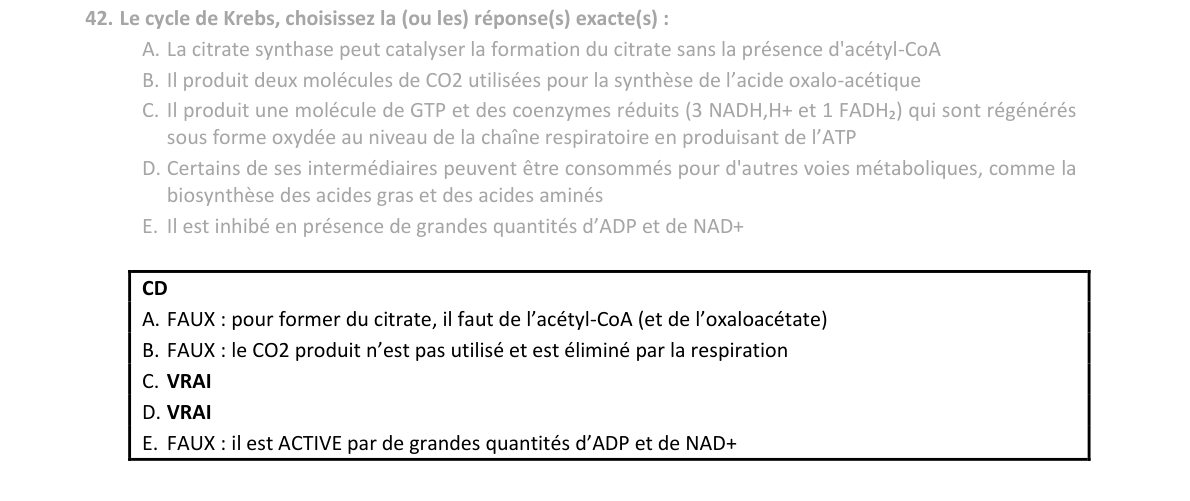 42. Le cycle de Krebs, choisissez la (ou les) réponse(s) exacte(s) :
A. La citrate synthase peut catalyser la formation du citrate sans la présence d'acétyl-CoA
B. Il produit deux molécules de CO2 utilisées pour la synthèse de l’acide oxalo-acétique
C. Il produit une molécule de GTP et des coenzymes réduits (3 NADH,H+ et 1 FADH₂) qui sont régénérés
sous forme oxydée au niveau de la chaîne respiratoire en produisant de l’ATP
D. Certains de ses intermédiaires peuvent être consommés pour d'autres voies métaboliques, comme la
biosynthèse des acides gras et des acides aminés
E. Il est inhibé en présence de grandes quantités d’ADP et de NAD+
CD
A. FAUX : pour former du citrate, il faut de l’acétyl-CoA (et de l’oxaloacétate)
B. FAUX : le CO2 produit n’est pas utilisé et est éliminé par la respiration
C. VRAI
D. VRAI
E. FAUX : il est ACTIVE par de grandes quantités d’ADP et de NAD+